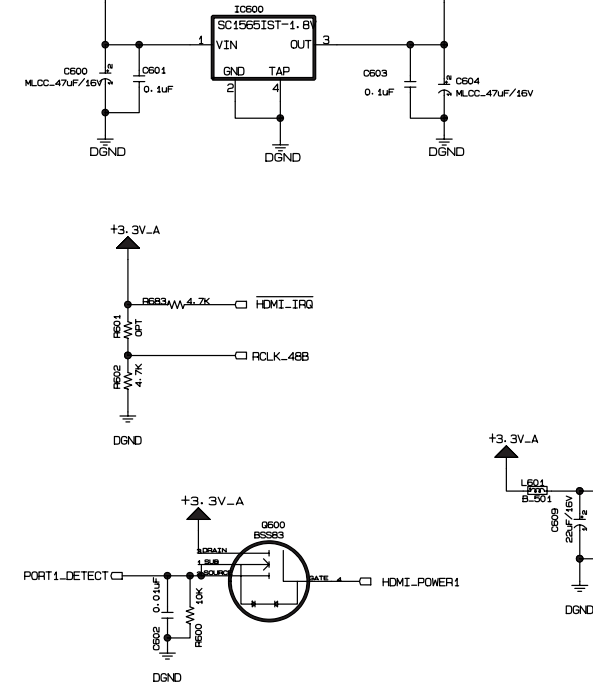 IC600
SC1565IST-1.8V
1 VIN OUT 3
GND TAP
2 4
C600
MLCC_47uF/16V
C601
0.1uF
C603
0.1uF
C604
MLCC_47uF/16V
DGND
DGND
DGND
+3.3V_A
R683 4.7K
HDMI_IRQ
R601
OPT
RCLK_48B
R602
4.7K
DGND
+3.3V_A
L601
B_501
C609
22uF/16V
DGND
+3.3V_A
Q600
BSS83
3 DRAIN
1 SUB
2 SOURCE
GATE 4
PORT1_DETECT
HDMI_POWER1
C602
0.01uF
10K
R600
DGND